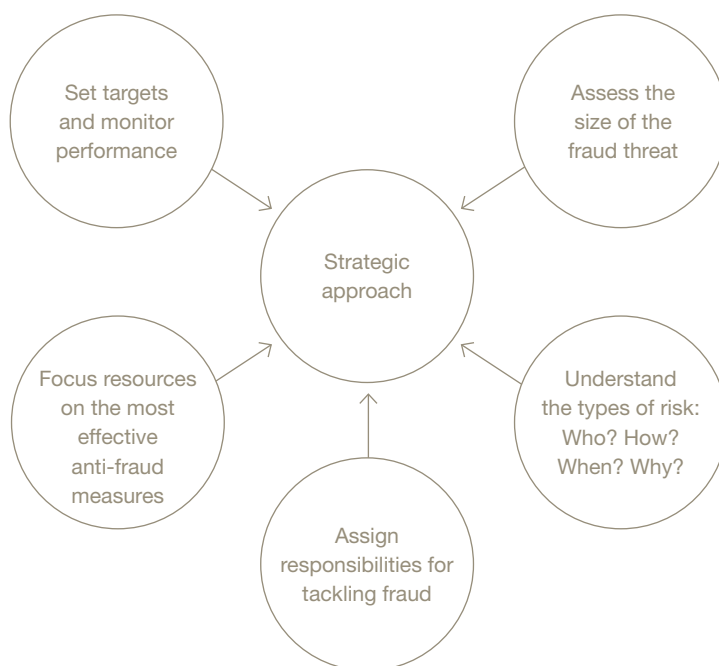 Set targets
and monitor
performance
Assess the
size of the
fraud threat
Strategic
approach
Focus resources
on the most
effective
anti-fraud
measures
Understand
the types of risk:
Who? How?
When? Why?
Assign
responsibilities for
tackling fraud